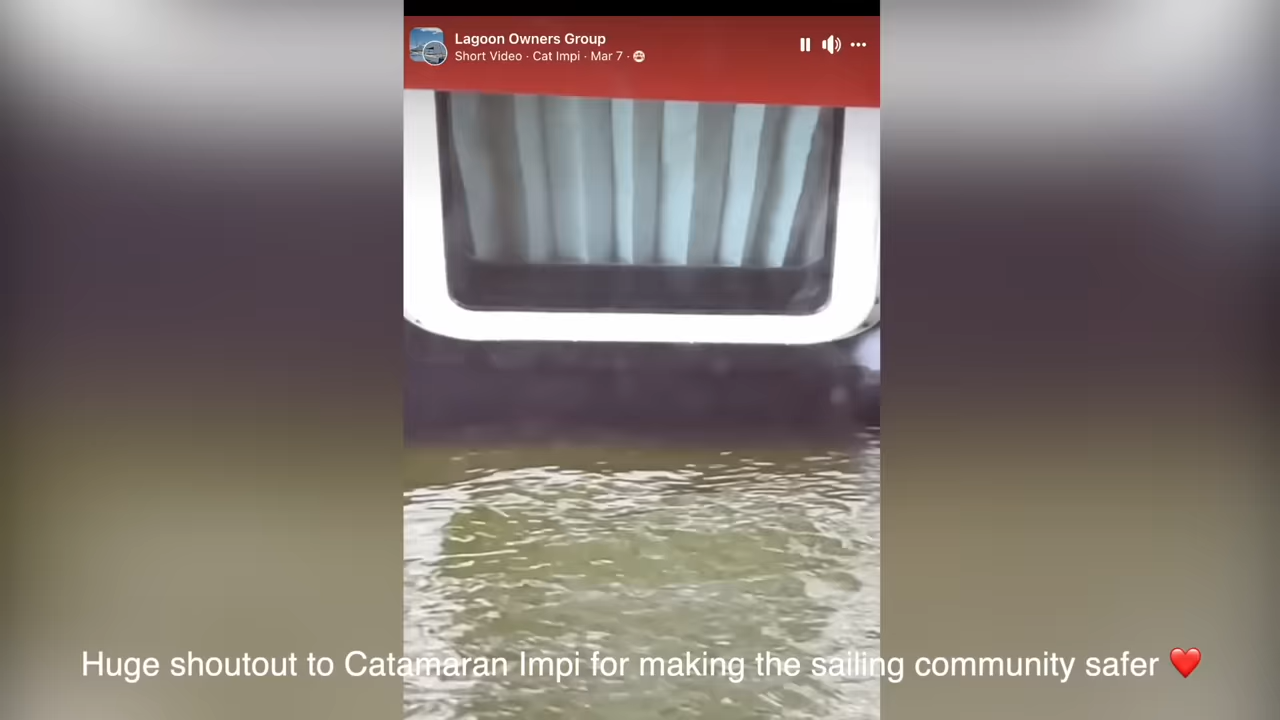 Lagoon Owners Group
Short Video · Cat Impi · Mar 7 ·
Huge shoutout to Catamaran Impi for making the sailing community safer ❤️